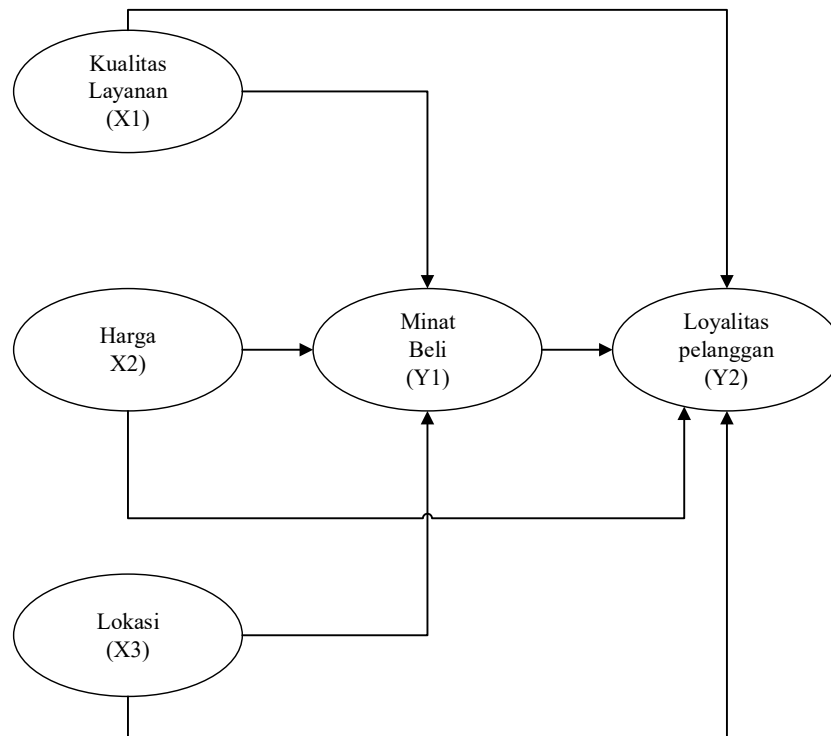 Kualitas
Layanan
(X1)
Harga
X2)
Minat
Beli
(Y1)
Loyalitas
pelanggan
(Y2)
Lokasi
(X3)